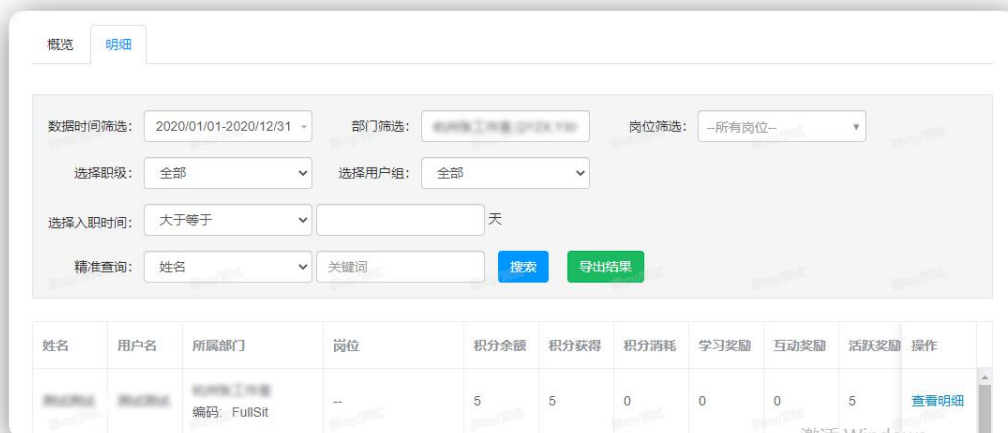 概览 明细
数据时间筛选： 2020/01/01-2020/12/31 部门筛选： 岗位筛选： --所有岗位--
选择职级： 全部 选择用户组： 全部
选择入职时间： 大于等于 天
精准查询： 姓名 关键词 搜索 导出结果
姓名 用户名 所属部门 岗位 积分余额 积分获得 积分消耗 学习奖励 互动奖励 活跃奖励 操作
编码: FullSit -- 5 5 0 0 0 5 查看明细
激活 Windows